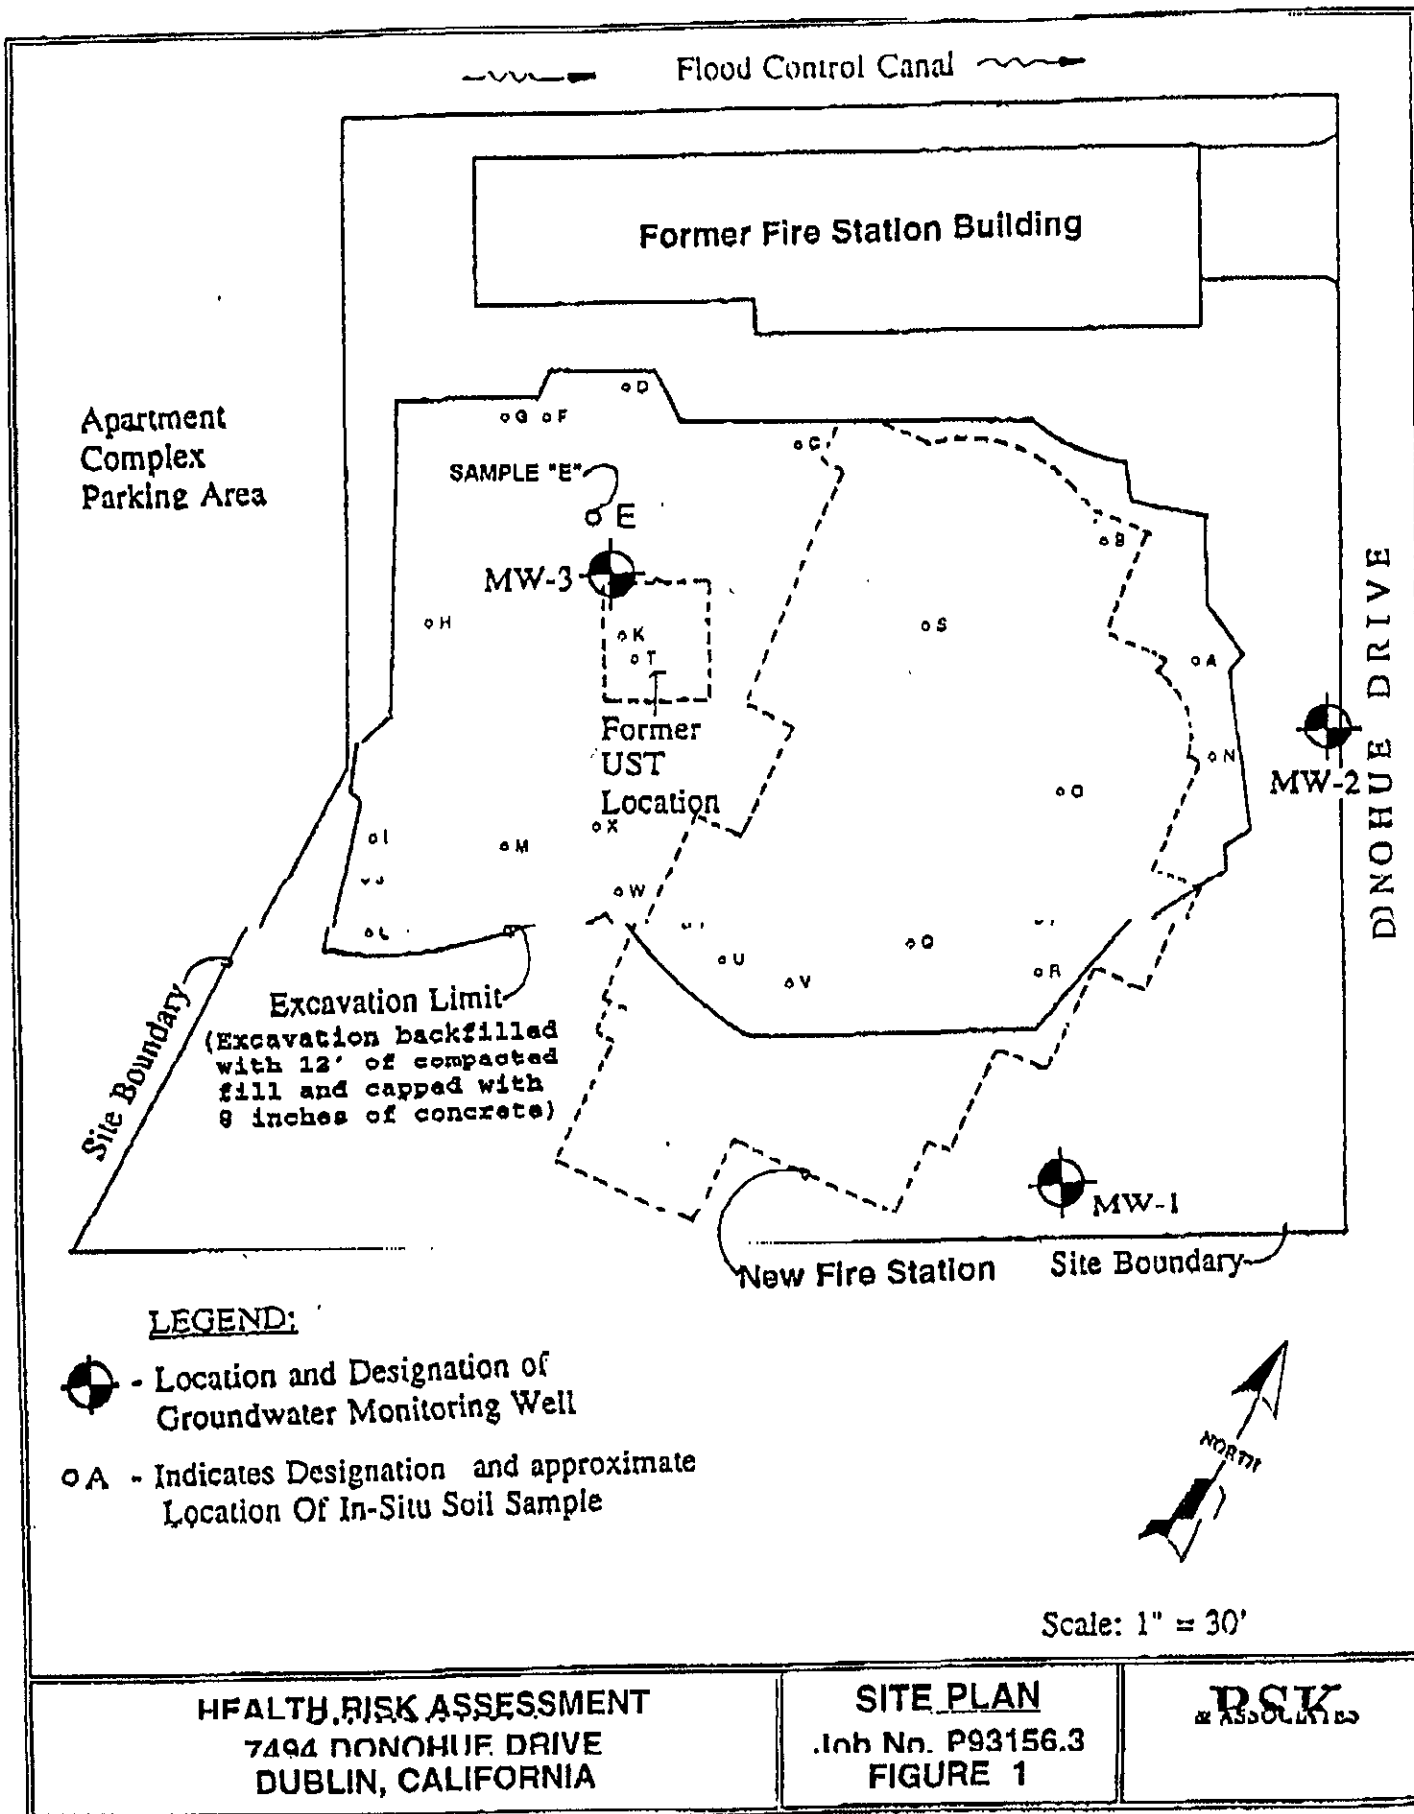 Flood Control Canal
Former Fire Station Building
Apartment
Complex
Parking Area
D
G F
C
SAMPLE "E"
E
B
MW-3
H
K
S
T
A
Former
UST
Location
N
MW-2
O
DONOHUE DRIVE
X
I
M
J
W
L
U
Q
V
R
Excavation Limit
(Excavation backfilled
with 12' of compacted
fill and capped with
8 inches of concrete)
Site Boundary
MW-1
New Fire Station
Site Boundary
LEGEND:
- Location and Designation of
Groundwater Monitoring Well
A - Indicates Designation and approximate
Location Of In-Situ Soil Sample
NORTH
Scale: 1" = 30'
HEALTH RISK ASSESSMENT
7494 DONOHUE DRIVE
DUBLIN, CALIFORNIA
SITE PLAN
Job No. P93156.3
FIGURE 1
BSK
& ASSOCIATES